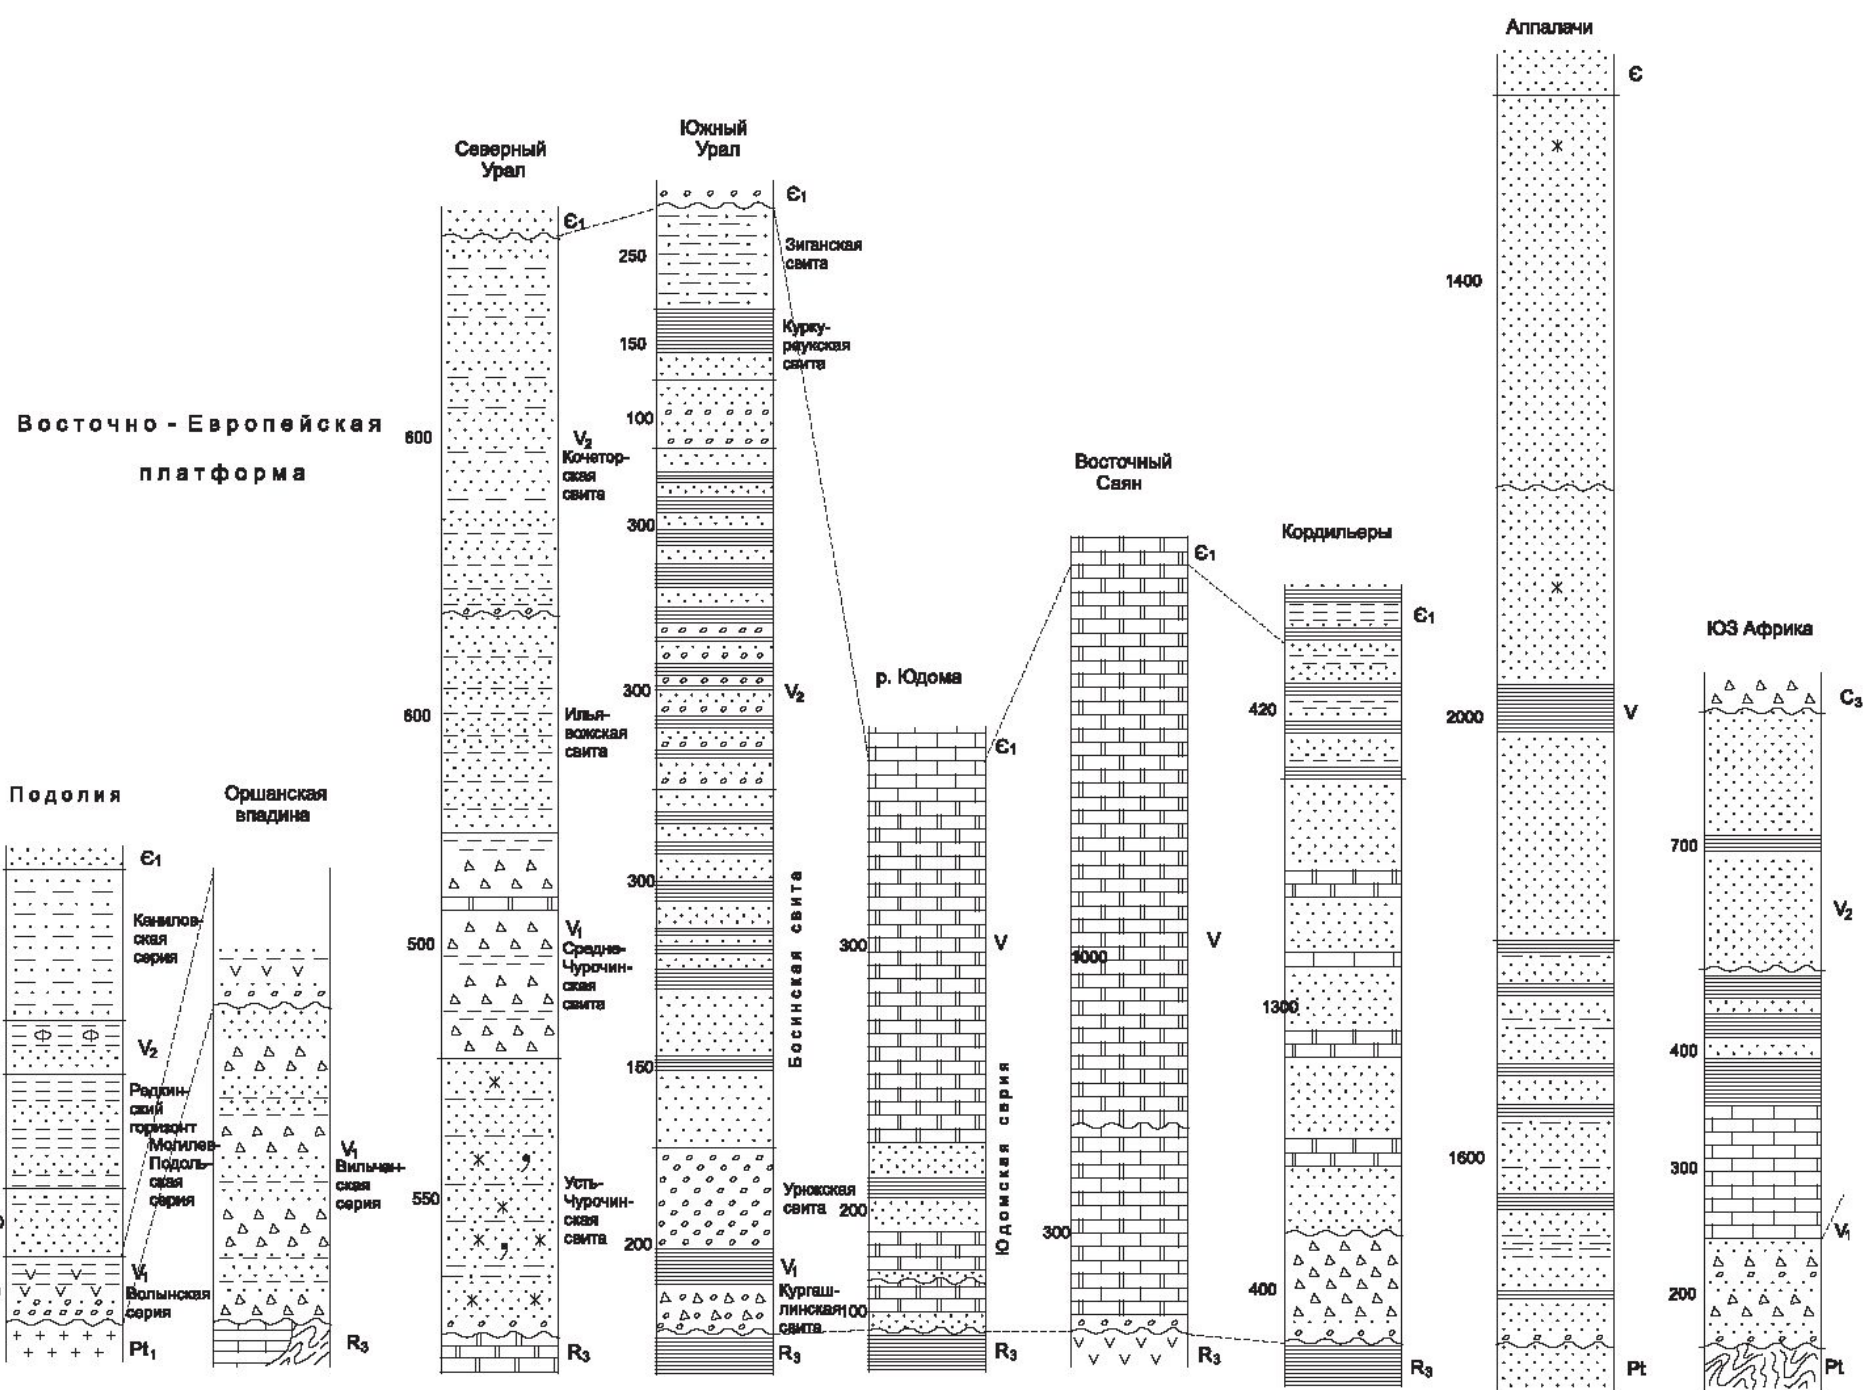 Аппалачи
Є
1400
2000
V
1600
Pt
Южный
Урал
Є1
250
Зиганская
свита
150
Курку-
раукская
свита
100
300
300
V2
300
Босинская свита
150
Урюкская
свита
200
V1
Кургаш-
линская
свита
R3
Северный
Урал
Є1
600
V2
Кочетор-
ская
свита
600
Илья-
вожская
свита
500
V1
Средне-
Чурочин-
ская
свита
550
Усть-
Чурочин-
ская
свита
R3
Восточно - Европейская
платформа
Подолия
Є1
Канилов-
ская
серия
V2
Редкин-
ский
горизонт
Могилев-
Подоль-
ская
серия
V1
Волынская
серия
Pt1
Оршанская
впадина
V1
Вильчан-
ская
серия
R3
р. Юдома
Є1
300
V
200
Юдомская серия
100
R3
Восточный
Саян
Є1
1000
V
300
R3
Кордильеры
Є1
420
1300
400
R3
ЮЗ Африка
C3
700
V2
400
300
V1
200
Pt